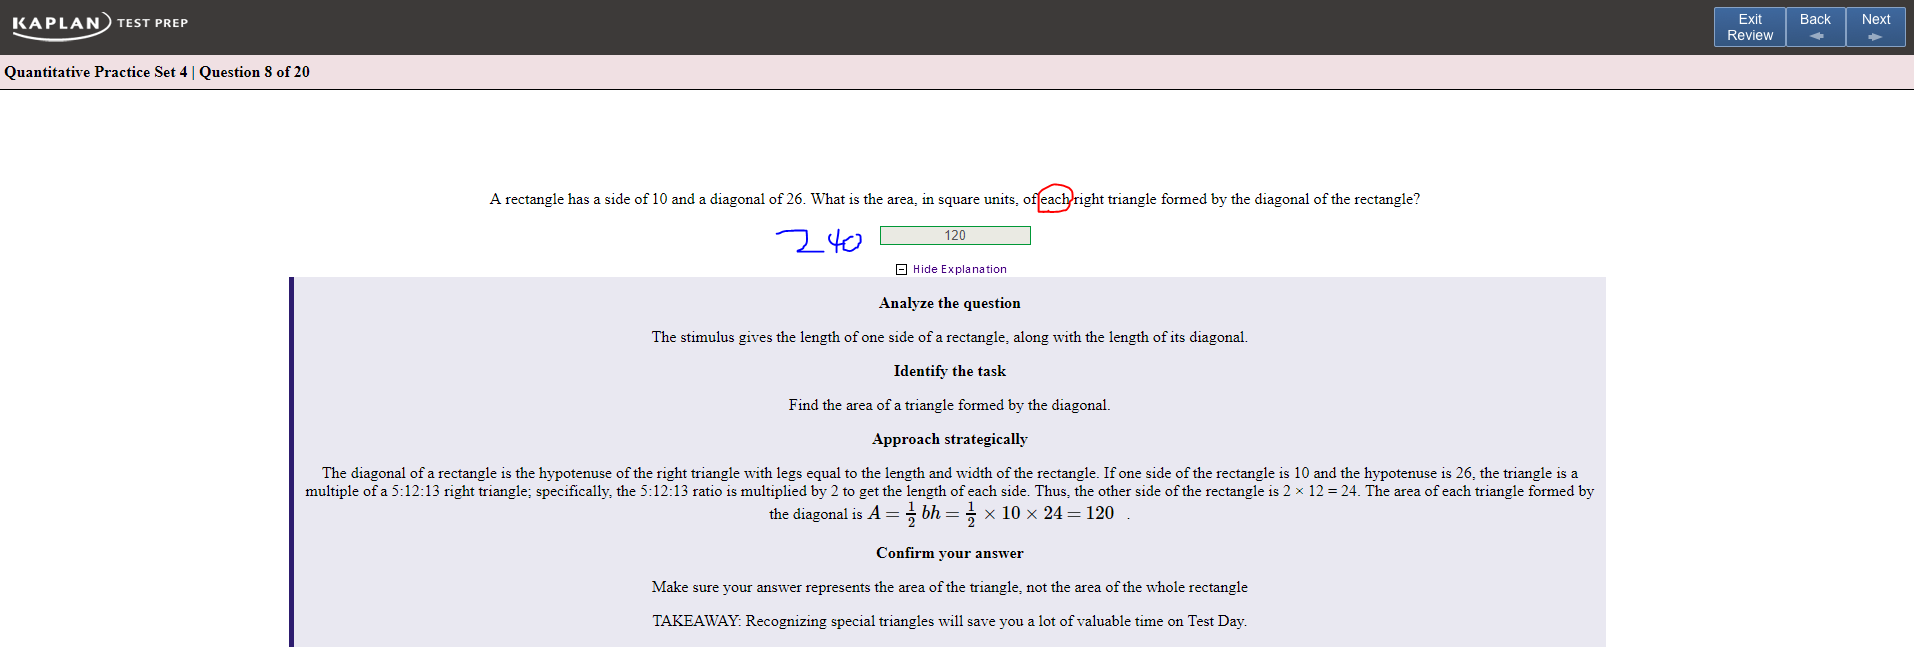 KAPLAN TEST PREP
Exit Review
Back
Next
Quantitative Practice Set 4 | Question 8 of 20
A rectangle has a side of 10 and a diagonal of 26. What is the area, in square units, of each right triangle formed by the diagonal of the rectangle?
240
120
Hide Explanation
Analyze the question
The stimulus gives the length of one side of a rectangle, along with the length of its diagonal.
Identify the task
Find the area of a triangle formed by the diagonal.
Approach strategically
The diagonal of a rectangle is the hypotenuse of the right triangle with legs equal to the length and width of the rectangle. If one side of the rectangle is 10 and the hypotenuse is 26, the triangle is a
multiple of a 5:12:13 right triangle; specifically, the 5:12:13 ratio is multiplied by 2 to get the length of each side. Thus, the other side of the rectangle is 2 × 12 = 24. The area of each triangle formed by
the diagonal is A = 1/2 bh = 1/2 × 10 × 24 = 120 .
Confirm your answer
Make sure your answer represents the area of the triangle, not the area of the whole rectangle
TAKEAWAY: Recognizing special triangles will save you a lot of valuable time on Test Day.